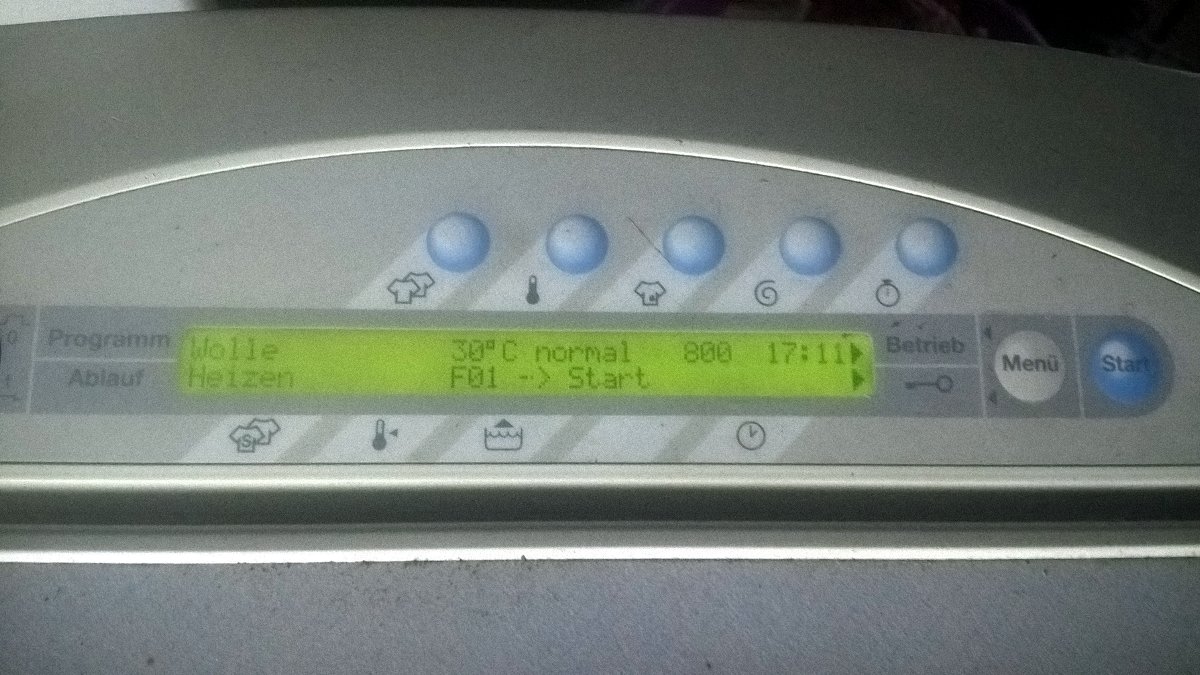 Programm
Ablauf
Wolle 30°C normal 800 17:11
Heizen F01 -> Start
Betrieb
Menü
Start
S